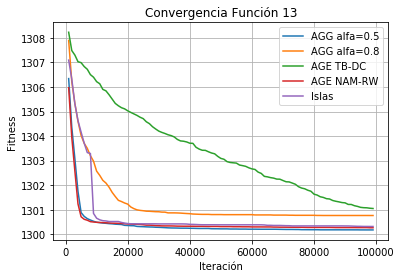 Convergencia Función 13
Fitness
1308
1307
1306
1305
1304
1303
1302
1301
1300
AGG alfa=0.5
AGG alfa=0.8
AGE TB-DC
AGE NAM-RW
Islas
0
20000
40000
60000
80000
100000
Iteración